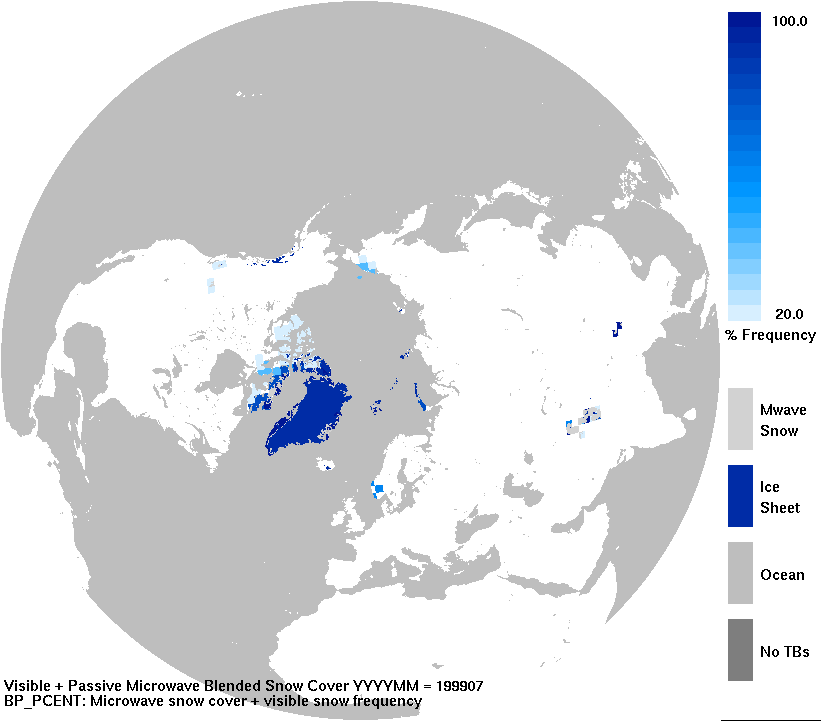 100.0
20.0
% Frequency
Mwave
Snow
Ice
Sheet
Ocean
No TBs
Visible + Passive Microwave Blended Snow Cover YYYYMM = 199907
BP_PCENT: Microwave snow cover + visible snow frequency